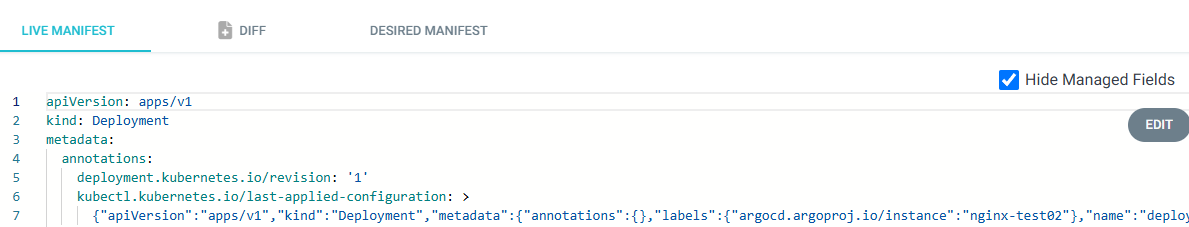 LIVE MANIFEST DIFF DESIRED MANIFEST
Hide Managed Fields
1 apiVersion: apps/v1
2 kind: Deployment
EDIT
3 metadata:
4 annotations:
5 deployment.kubernetes.io/revision: '1'
6 kubectl.kubernetes.io/last-applied-configuration: >
7 {"apiVersion":"apps/v1","kind":"Deployment","metadata":{"annotations":{},"labels":{"argocd.argoproj.io/instance":"nginx-test02"},"name":"deploy